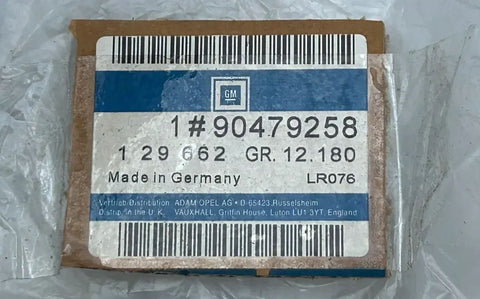 GM
1#90479258
1 29 662 GR. 12.180
Made in Germany LR076
Vertrieb/Distribution: ADAM OPEL AG • D-65423 Rüsselsheim
Distrib. in the U.K. VAUXHALL, Griffin House, Luton LU1 3YT, England